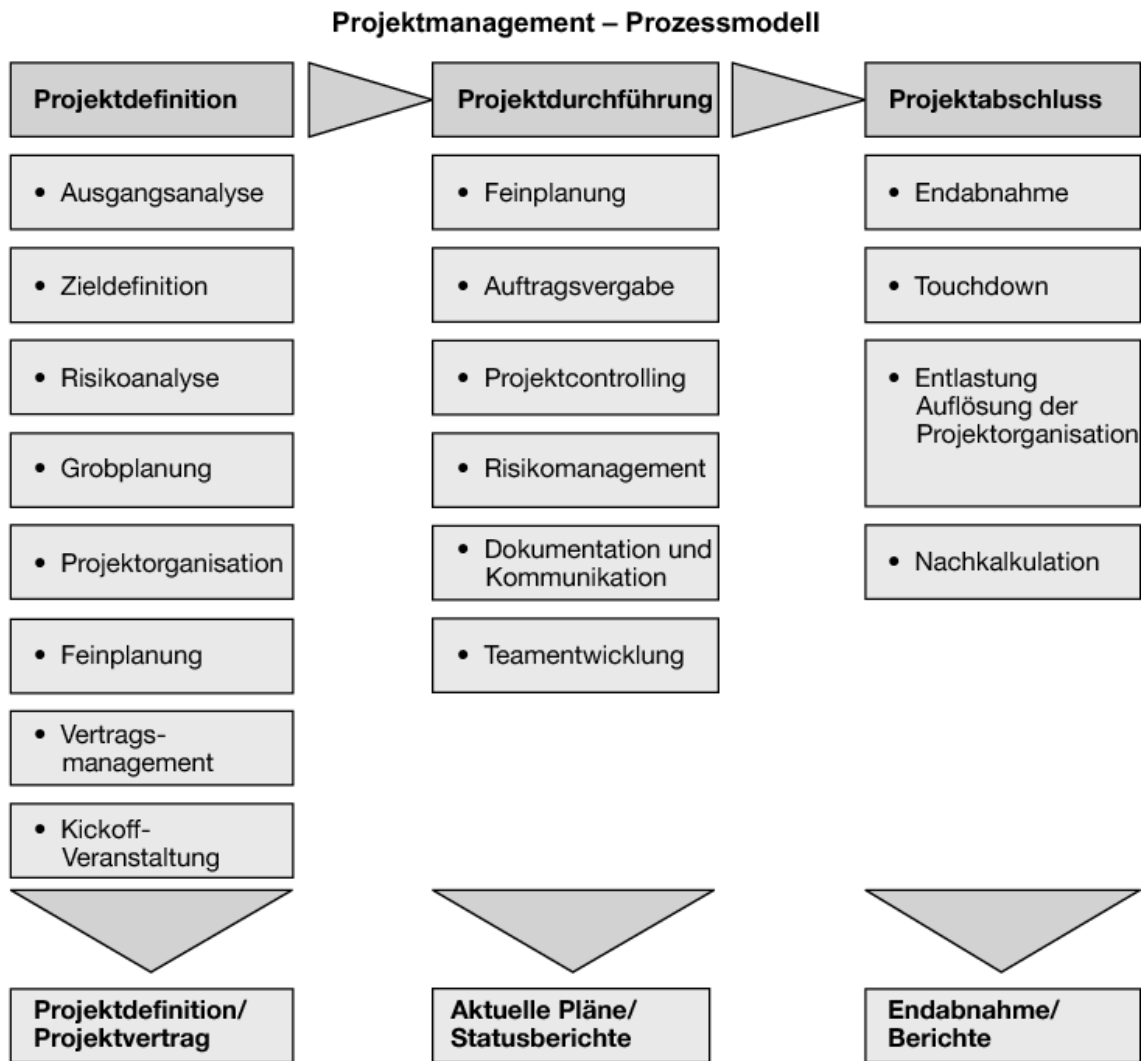 Projektmanagement – Prozessmodell
Projektdefinition
• Ausgangsanalyse
• Zieldefinition
• Risikoanalyse
• Grobplanung
• Projektorganisation
• Feinplanung
• Vertrags-
management
• Kickoff-
Veranstaltung
Projektdefinition/
Projektvertrag
Projektdurchführung
• Feinplanung
• Auftragsvergabe
• Projektcontrolling
• Risikomanagement
• Dokumentation und
Kommunikation
• Teamentwicklung
Aktuelle Pläne/
Statusberichte
Projektabschluss
• Endabnahme
• Touchdown
• Entlastung
Auflösung der
Projektorganisation
• Nachkalkulation
Endabnahme/
Berichte